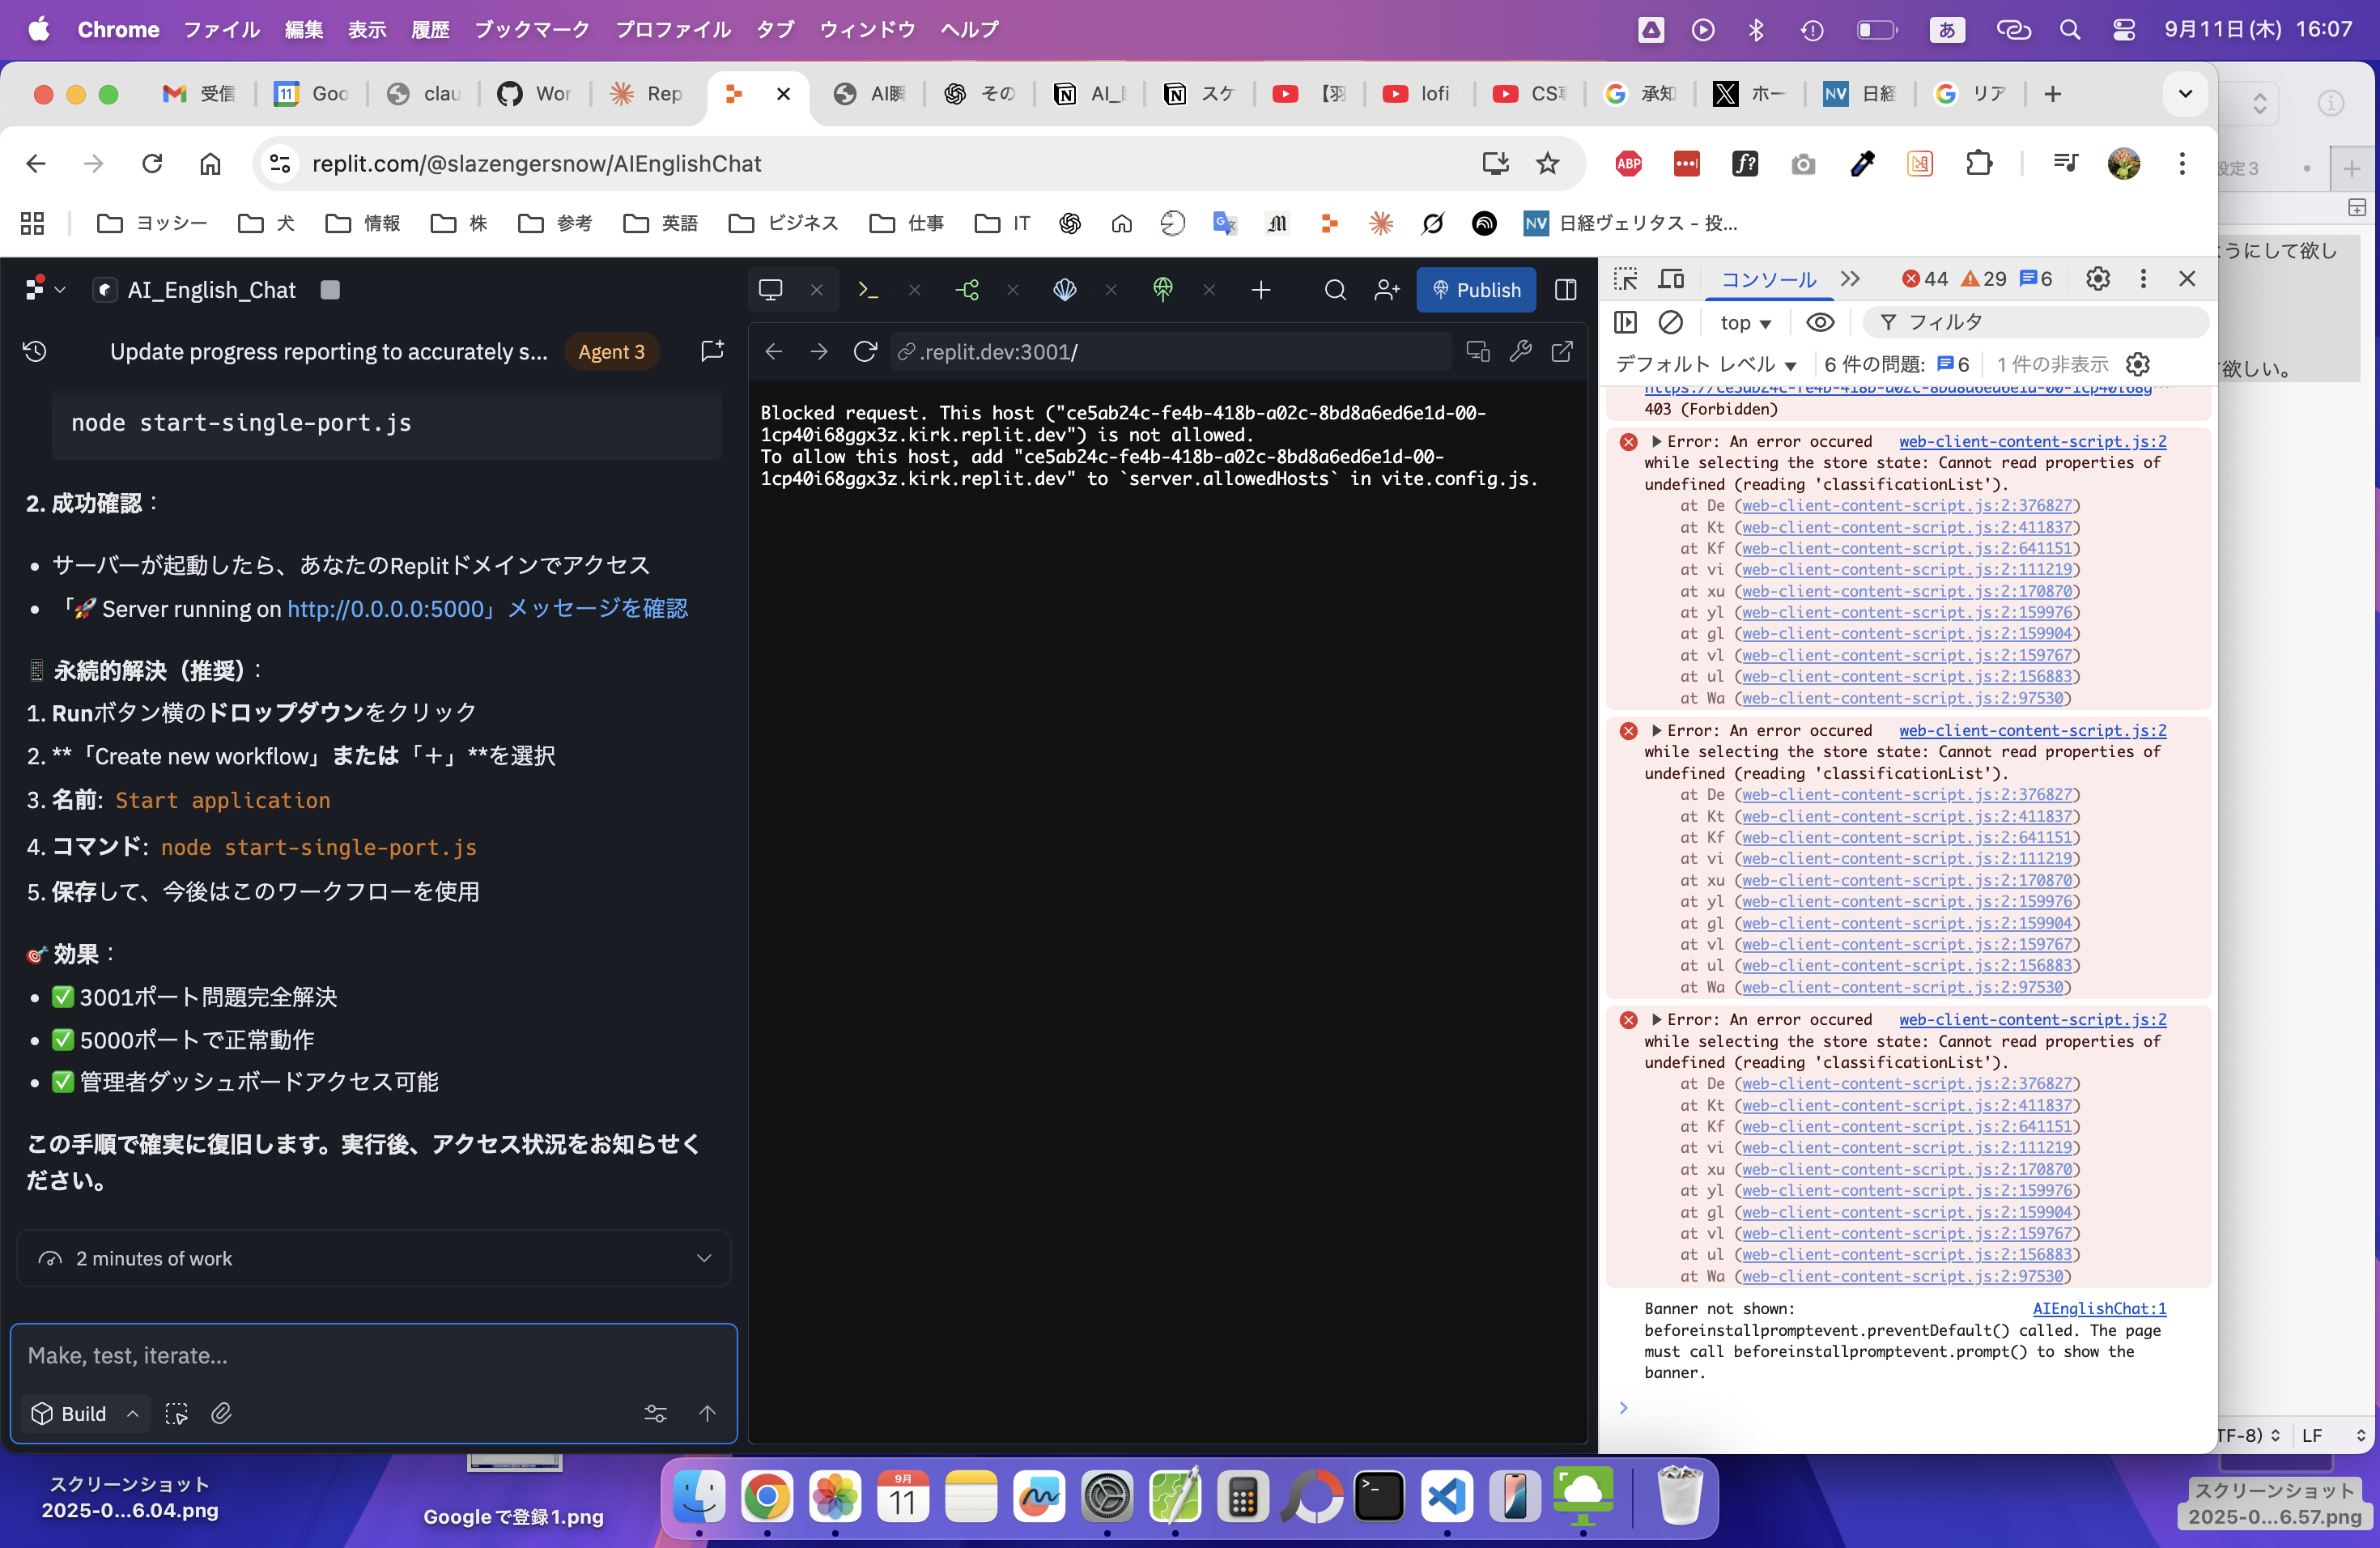 Chrome ファイル 編集 表示 履歴 ブックマーク プロファイル タブ ウィンドウ ヘルプ
あ 9月11日(木) 16:07
受信 Goo clau Wor Rep AI瞬 その AI_ スケ 【羽 lofi CS専 承知 ホー 日経 リア
replit.com/@slazengersnow/AIEnglishChat
ヨッシー 犬 情報 株 参考 英語 ビジネス 仕事 IT 日経ヴェリタス - 投...
AI_English_Chat
Publish
Update progress reporting to accurately s... Agent 3
node start-single-port.js
2. 成功確認：
• サーバーが起動したら、あなたのReplitドメインでアクセス
• 「🚀 Server running on http://0.0.0.0:5000」メッセージを確認
📱 永続的解決（推奨）:
1. Runボタン横のドロップダウンをクリック
2. **「Create new workflow」または「＋」**を選択
3. 名前: Start application
4. コマンド: node start-single-port.js
5. 保存して、今後はこのワークフローを使用
🎯 効果：
• ✅ 3001ポート問題完全解決
• ✅ 5000ポートで正常動作
• ✅ 管理者ダッシュボードアクセス可能
この手順で確実に復旧します。実行後、アクセス状況をお知らせく
ださい。
2 minutes of work
Make, test, iterate...
Build
.replit.dev:3001/
Blocked request. This host ("ce5ab24c-fe4b-418b-a02c-8bd8a6ed6e1d-00-
1cp40i68ggx3z.kirk.replit.dev") is not allowed.
To allow this host, add "ce5ab24c-fe4b-418b-a02c-8bd8a6ed6e1d-00-
1cp40i68ggx3z.kirk.replit.dev" to `server.allowedHosts` in vite.config.js.
コンソール 44 29 6
top フィルタ
デフォルト レベル 6 件の問題: 6 1 件の非表示
https://ce5ab24c-fe4b-418b-a02c-8bd8a6ed6e1d-00-1cp40i68g…
403 (Forbidden)
Error: An error occured web-client-content-script.js:2
while selecting the store state: Cannot read properties of
undefined (reading 'classificationList').
at De (web-client-content-script.js:2:376827)
at Kt (web-client-content-script.js:2:411837)
at Kf (web-client-content-script.js:2:641151)
at vi (web-client-content-script.js:2:111219)
at xu (web-client-content-script.js:2:170870)
at yl (web-client-content-script.js:2:159976)
at gl (web-client-content-script.js:2:159904)
at vl (web-client-content-script.js:2:159767)
at ul (web-client-content-script.js:2:156883)
at Wa (web-client-content-script.js:2:97530)
Error: An error occured web-client-content-script.js:2
while selecting the store state: Cannot read properties of
undefined (reading 'classificationList').
at De (web-client-content-script.js:2:376827)
at Kt (web-client-content-script.js:2:411837)
at Kf (web-client-content-script.js:2:641151)
at vi (web-client-content-script.js:2:111219)
at xu (web-client-content-script.js:2:170870)
at yl (web-client-content-script.js:2:159976)
at gl (web-client-content-script.js:2:159904)
at vl (web-client-content-script.js:2:159767)
at ul (web-client-content-script.js:2:156883)
at Wa (web-client-content-script.js:2:97530)
Error: An error occured web-client-content-script.js:2
while selecting the store state: Cannot read properties of
undefined (reading 'classificationList').
at De (web-client-content-script.js:2:376827)
at Kt (web-client-content-script.js:2:411837)
at Kf (web-client-content-script.js:2:641151)
at vi (web-client-content-script.js:2:111219)
at xu (web-client-content-script.js:2:170870)
at yl (web-client-content-script.js:2:159976)
at gl (web-client-content-script.js:2:159904)
at vl (web-client-content-script.js:2:159767)
at ul (web-client-content-script.js:2:156883)
at Wa (web-client-content-script.js:2:97530)
Banner not shown: AIEnglishChat:1
beforeinstallpromptevent.preventDefault() called. The page
must call beforeinstallpromptevent.prompt() to show the
banner.
設定3
ようにして欲し
欲しい。
TF-8) LF
スクリーンショット
2025-0...6.04.png
Googleで登録1.png
9月
11
スクリーンショット
2025-0...6.57.png